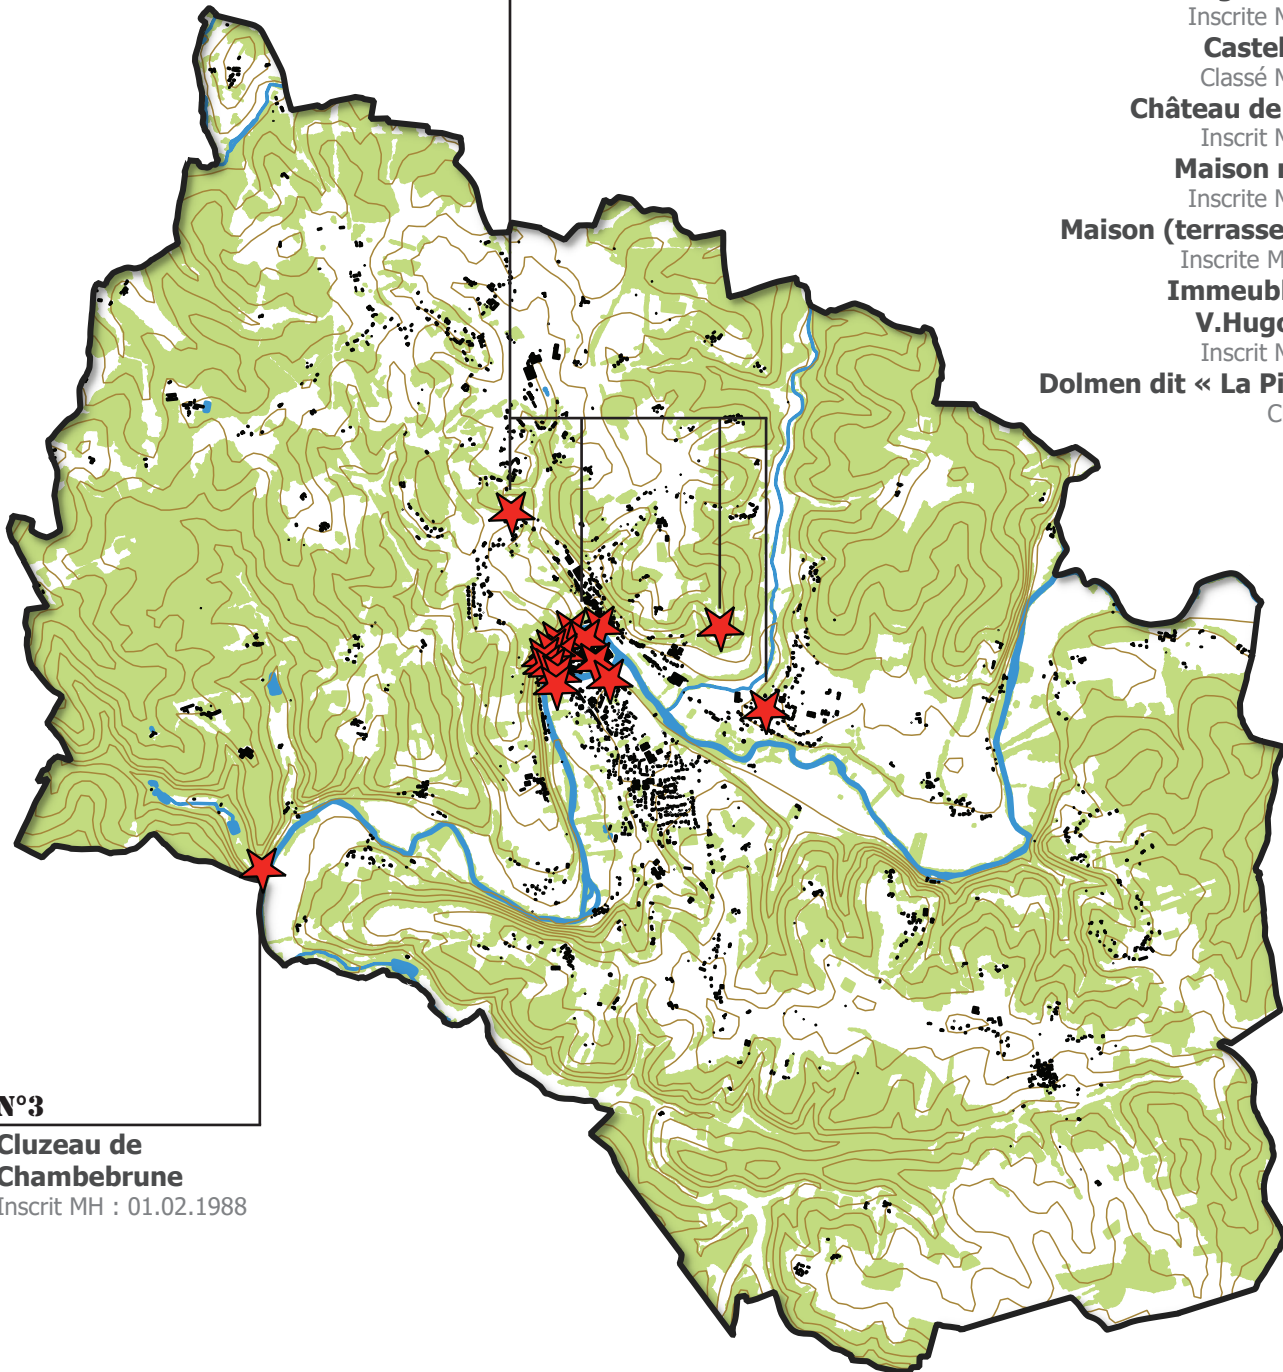 Inscrite M
Castel
Classé M
Château de
Inscrit M
Maison
Inscrite M
Maison (terrasse
Inscrite M
Immeubl
V.Hugo
Inscrit M
Dolmen dit « La Pi
C
N°3
Cluzeau de
Chambebrune
Inscrit MH : 01.02.1988